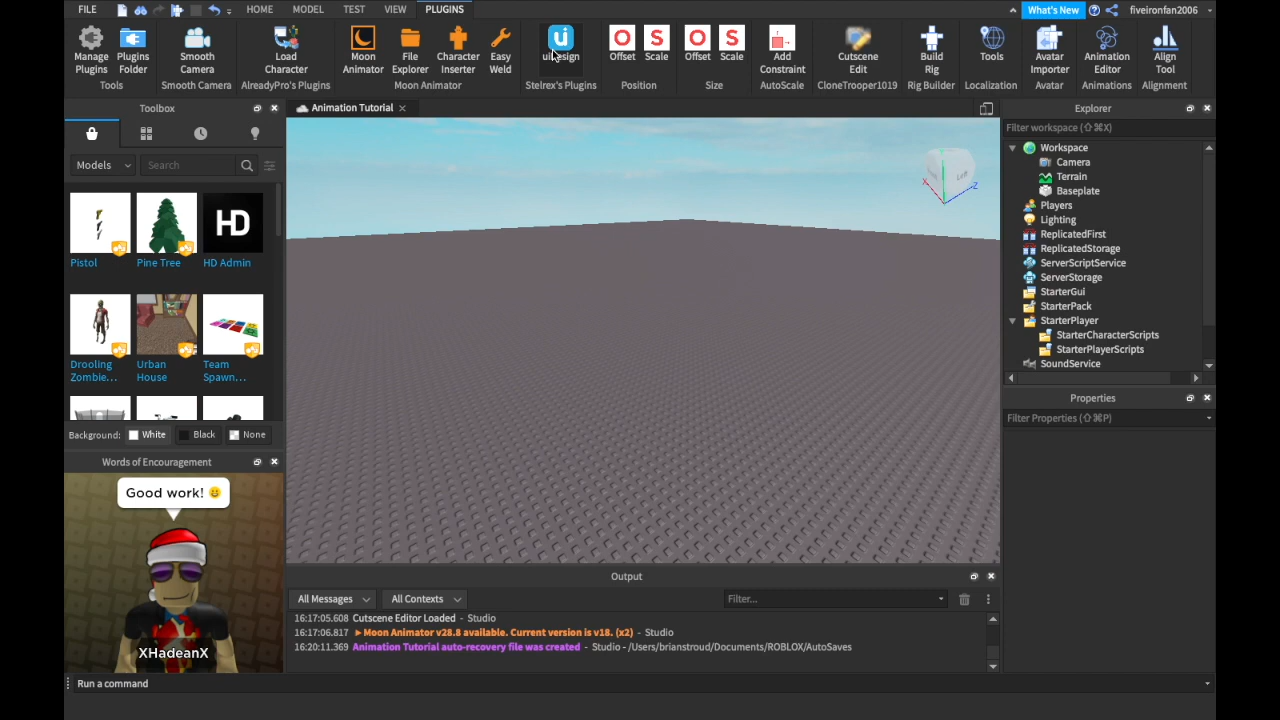 FILE HOME MODEL TEST VIEW PLUGINS What's New fiveironfan2006
Manage Plugins
Plugins Folder
Tools
Smooth Camera
Smooth Camera
Load Character
AlreadyPro's Plugins
Moon Animator
File Explorer
Character Inserter
Easy Weld
Moon Animator
uiDesign
Stelrex's Plugins
Offset
Scale
Position
Offset
Scale
Size
Add Constraint
AutoScale
Cutscene Edit
CloneTrooper1019
Build Rig
Rig Builder
Tools
Localization
Avatar Importer
Avatar
Animation Editor
Animations
Align Tool
Alignment
Toolbox
Models Search
Pistol
Pine Tree
HD
HD Admin
Drooling
Zombie...
Urban
House
Team
Spawn...
Background: White Black None
Words of Encouragement
Good work!
XHadeanX
Animation Tutorial
Left
X
Z
Output
All Messages All Contexts Filter...
16:17:05.608 Cutscene Editor Loaded - Studio
16:17:06.817 ►Moon Animator v28.8 available. Current version is v18. (x2) - Studio
16:20:11.369 Animation Tutorial auto-recovery file was created - Studio - /Users/brianstroud/Documents/ROBLOX/AutoSaves
Explorer
Filter workspace (⇧⌘X)
Workspace
Camera
Terrain
Baseplate
Players
Lighting
ReplicatedFirst
ReplicatedStorage
ServerScriptService
ServerStorage
StarterGui
StarterPack
StarterPlayer
StarterCharacterScripts
StarterPlayerScripts
SoundService
Properties
Filter Properties (⇧⌘P)
Run a command